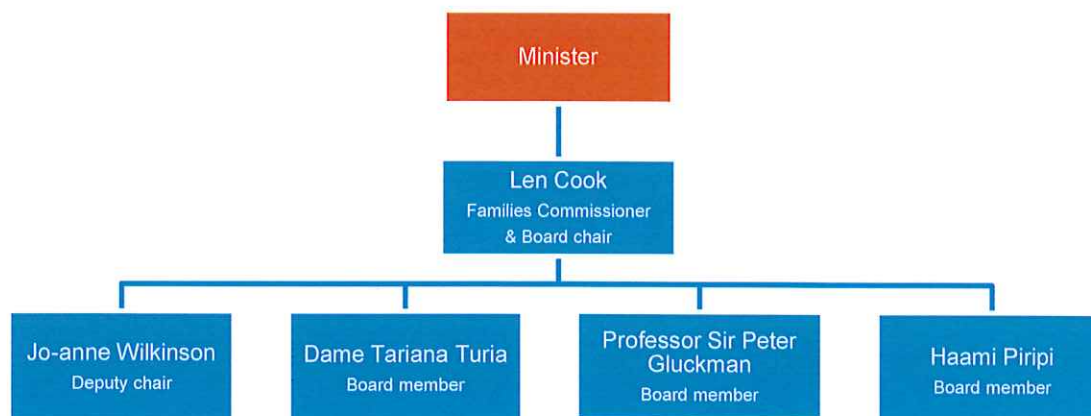 Minister
Len Cook
Families Commissioner
& Board chair
Jo-anne Wilkinson
Deputy chair
Dame Tariana Turia
Board member
Professor Sir Peter
Gluckman
Board member
Haami Piripi
Board member